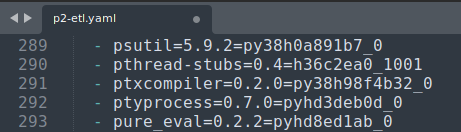 p2-etl.yaml
289 - psutil=5.9.2=py38h0a891b7_0
290 - pthread-stubs=0.4=h36c2ea0_1001
291 - ptxcompiler=0.2.0=py38h98f4b32_0
292 - ptyprocess=0.7.0=pyhd3deb0d_0
293 - pure_eval=0.2.2=pyhd8ed1ab_0